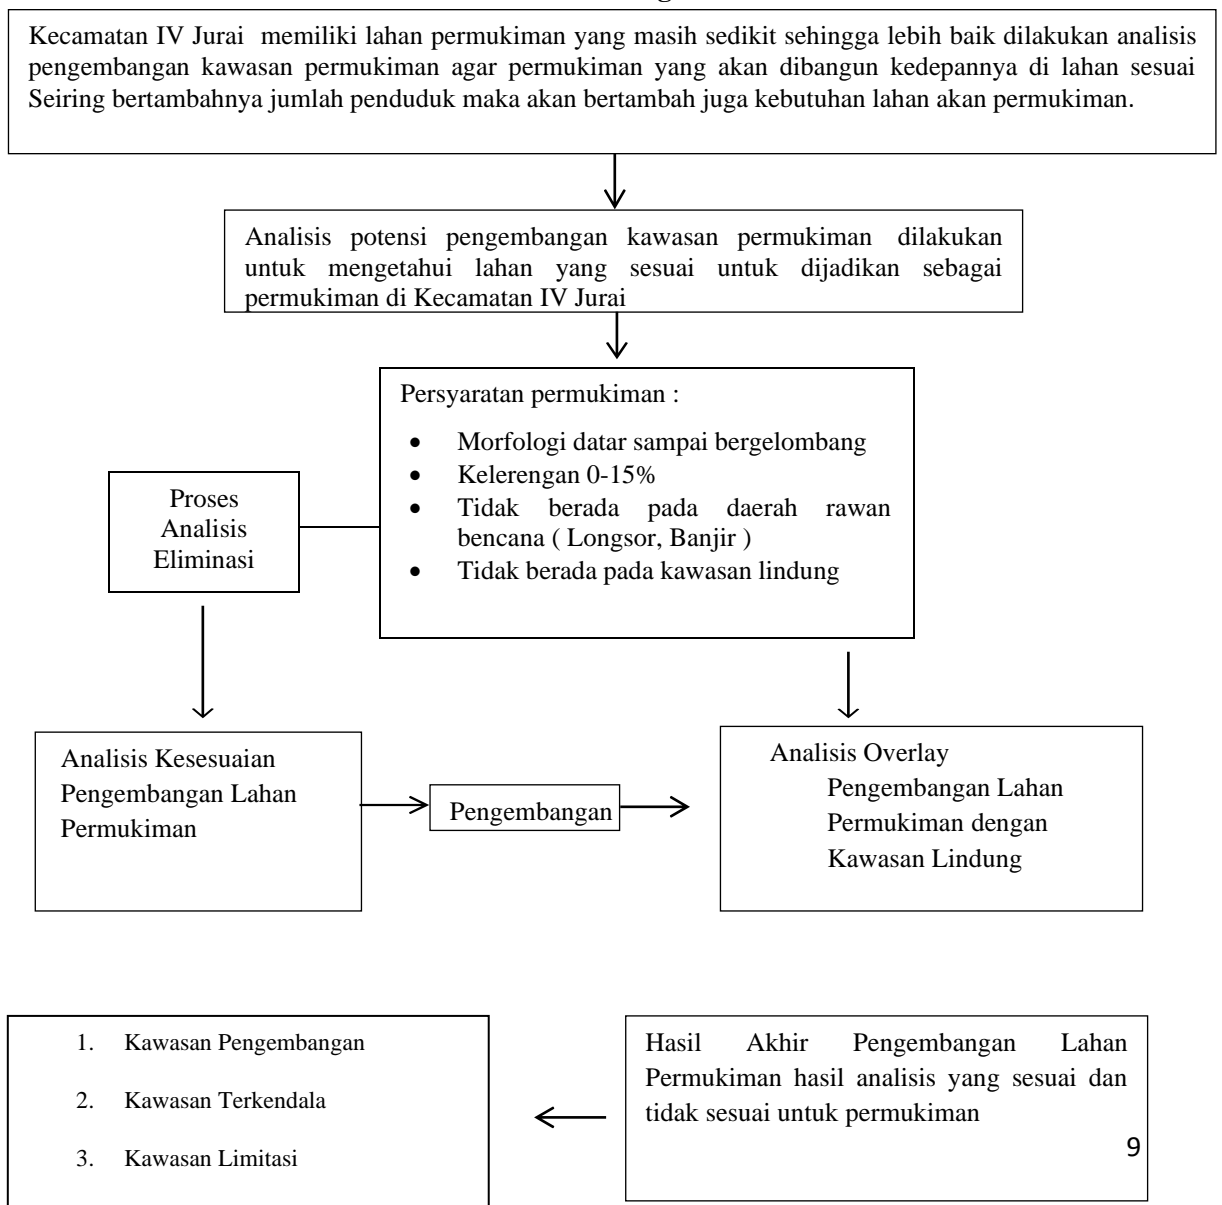 Kecamatan IV Jurai memiliki lahan permukiman yang masih sedikit sehingga lebih baik dilakukan analisis
pengembangan kawasan permukiman agar permukiman yang akan dibangun kedepannya di lahan sesuai
Seiring bertambahnya jumlah penduduk maka akan bertambah juga kebutuhan lahan akan permukiman.
Analisis potensi pengembangan kawasan permukiman dilakukan
untuk mengetahui lahan yang sesuai untuk dijadikan sebagai
permukiman di Kecamatan IV Jurai
Persyaratan permukiman :
• Morfologi datar sampai bergelombang
• Kelerengan 0-15%
• Tidak berada pada daerah rawan
bencana ( Longsor, Banjir )
• Tidak berada pada kawasan lindung
Proses
Analisis
Eliminasi
Analisis Kesesuaian
Pengembangan Lahan
Permukiman
Pengembangan
Analisis Overlay
Pengembangan Lahan
Permukiman dengan
Kawasan Lindung
Hasil Akhir Pengembangan Lahan
Permukiman hasil analisis yang sesuai dan
tidak sesuai untuk permukiman
1. Kawasan Pengembangan
2. Kawasan Terkendala
3. Kawasan Limitasi
9